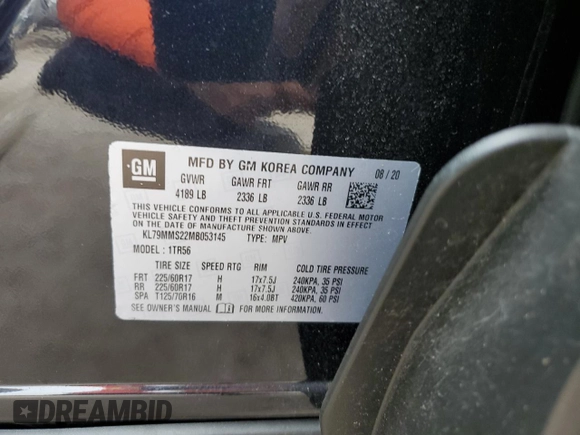 GM
MFD BY GM KOREA COMPANY
08 / 20
GVWR GAWR FRT GAWR RR
4189 LB 2336 LB 2336 LB
THIS VEHICLE CONFORMS TO ALL APPLICABLE U.S. FEDERAL MOTOR
VEHICLE SAFETY AND THEFT PREVENTION STANDARDS IN EFFECT
ON THE DATE OF MANUFACTURE SHOWN ABOVE.
KL79MMS22MB053145 TYPE: MPV
MODEL : 1TR56
TIRE SIZE SPEED RTG RIM COLD TIRE PRESSURE
FRT 225/60R17 H 17x7.5J 240KPA, 35 PSI
RR 225/60R17 H 17x7.5J 240KPA, 35 PSI
SPA T125/70R16 M 16x4.0BT 420KPA, 60 PSI
SEE OWNER'S MANUAL FOR MORE INFORMATION.
DREAMBID